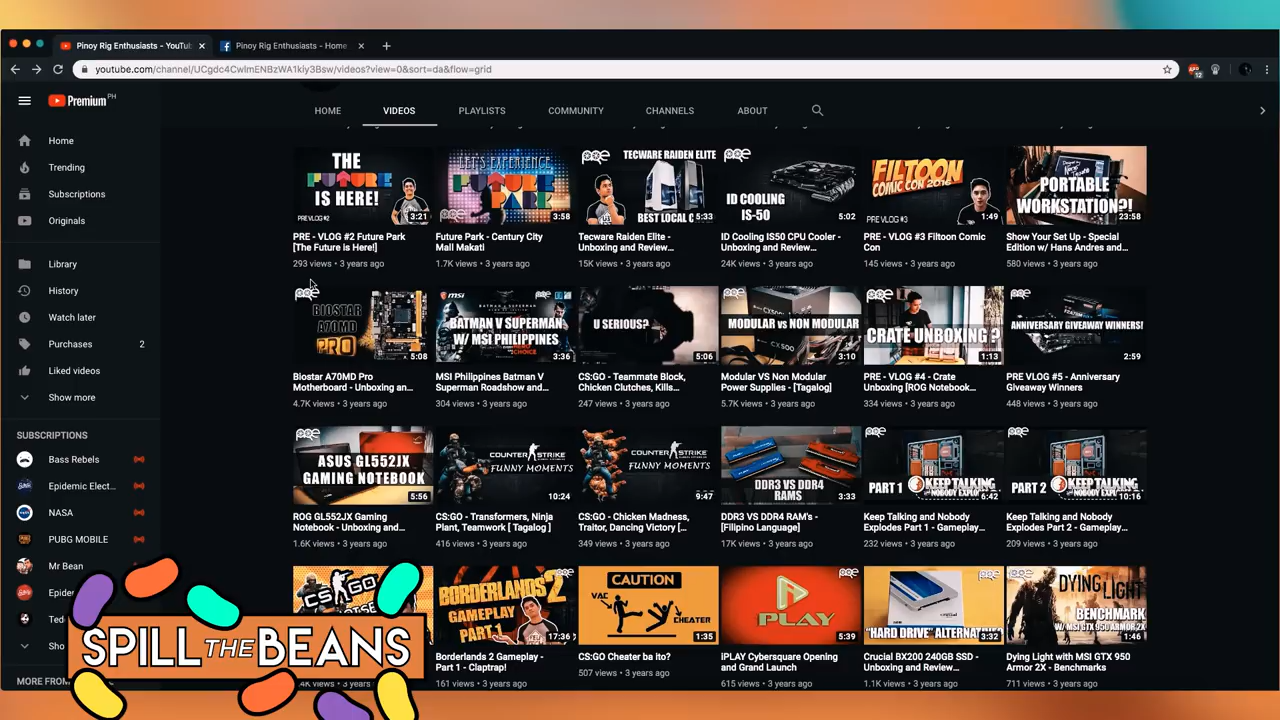 Pinoy Rig Enthusiasts - YouTu
Pinoy Rig Enthusiasts - Home
youtube.com/channel/UCgdc4CwlmENBzWA1kiy3Bsw/videos?view=0&sort=da&flow=grid
12
Premium PH
HOME VIDEOS PLAYLISTS COMMUNITY CHANNELS ABOUT
Home
Trending
Subscriptions
Originals
Library
History
Watch later
Purchases 2
Liked videos
Show more
SUBSCRIPTIONS
Bass Rebels
Epidemic Elect...
NASA
PUBG MOBILE
Mr Bean
Epide
Ted
Sho
MORE FROM
THE
FUTURE
IS HERE!
PRE VLOG #2
3:21
PRE - VLOG #2 Future Park
[The Future is Here!]
293 views • 3 years ago
LET'S EXPERIENCE
FUTURE
PARK
3:58
Future Park - Century City
Mall Makati
1.7K views • 3 years ago
TECWARE RAIDEN ELITE
BEST LOCAL C
5:33
Tecware Raiden Elite -
Unboxing and Review...
15K views • 3 years ago
ID COOLING
IS-50
5:02
ID Cooling IS50 CPU Cooler -
Unboxing and Review...
24K views • 3 years ago
FILTOON
COMIC CON 2016
PRE VLOG #3
1:49
PRE - VLOG #3 Filtoon Comic
Con
145 views • 3 years ago
PORTABLE
WORKSTATION?!
23:58
Show Your Set Up - Special
Edition w/ Hans Andres and...
580 views • 3 years ago
BIOSTAR
A70MD
PRO
5:08
Biostar A70MD Pro
Motherboard - Unboxing an...
4.7K views • 3 years ago
msi
BATMAN V SUPERMAN
W/ MSI PHILIPPINES
3:36
MSI Philippines Batman V
Superman Roadshow and...
304 views • 3 years ago
U SERIOUS?
5:06
CS:GO - Teammate Block,
Chicken Clutches, Kills...
247 views • 3 years ago
MODULAR vs NON MODULAR
CX500
3:10
Modular VS Non Modular
Power Supplies - [Tagalog]
5.7K views • 3 years ago
CRATE UNBOXING ?
1:13
PRE - VLOG #4 - Crate
Unboxing [ROG Notebook...
334 views • 3 years ago
ANNIVERSARY GIVEAWAY WINNERS!
2:59
PRE VLOG #5 - Anniversary
Giveaway Winners
448 views • 3 years ago
ASUS GL552JX
GAMING NOTEBOOK
5:56
ROG GL552JX Gaming
Notebook - Unboxing and...
1.6K views • 3 years ago
COUNTER STRIKE
FUNNY MOMENTS
10:24
CS:GO - Transformers, Ninja
Plant, Teamwork [ Tagalog ]
416 views • 3 years ago
COUNTER STRIKE
FUNNY MOMENTS
9:47
CS:GO - Chicken Madness,
Traitor, Dancing Victory [...
349 views • 3 years ago
DDR3 VS DDR4
RAMS
3:33
DDR3 VS DDR4 RAM's -
[Filipino Language]
17K views • 3 years ago
PART 1
KEEP TALKING
6:42
Keep Talking and Nobody
Explodes Part 1 - Gameplay...
232 views • 3 years ago
PART 2
KEEP TALKING
10:16
Keep Talking and Nobody
Explodes Part 2 - Gameplay...
209 views • 3 years ago
CS GO
BORDERLANDS 2
GAMEPLAY
PART 1
17:36
Borderlands 2 Gameplay -
Part 1 - Claptrap!
161 views • 3 years ago
CAUTION
VAC
CHEATER
1:35
CS:GO Cheater ba ito?
507 views • 3 years ago
PLAY
5:39
iPLAY Cybersquare Opening
and Grand Launch
615 views • 3 years ago
"HARD DRIVE" ALTERNATI
3:32
Crucial BX200 240GB SSD -
Unboxing and Review...
1.1K views • 3 years ago
DYING LIGHT
BENCHMARK
W/ MSI GTX 950
ARMOR 2X
1:46
Dying Light with MSI GTX 950
Armor 2X - Benchmarks
711 views • 3 years ago
SPILL THE BEANS